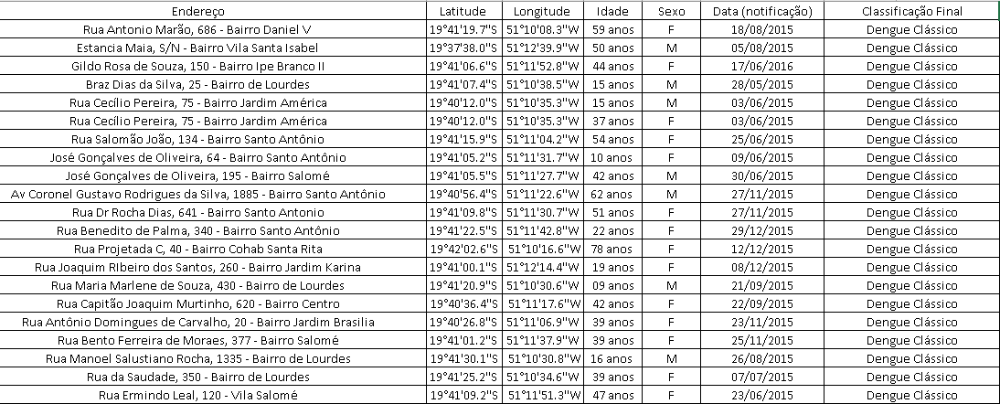 Endereço Latitude Longitude Idade Sexo Data (notificação) Classificação Final
Rua Antonio Marão, 686 - Bairro Daniel V 19°41'19.7"S 51°10'08.3"W 59 anos F 18/08/2015 Dengue Clássico
Estancia Maia, S/N - Bairro Vila Santa Isabel 19°37'38.0"S 51°12'39.9"W 50 anos M 05/08/2015 Dengue Clássico
Gildo Rosa de Souza, 150 - Bairro Ipe Branco II 19°41'06.6"S 51°11'52.8"W 44 anos F 17/06/2016 Dengue Clássico
Braz Dias da Silva, 25 - Bairro de Lourdes 19°41'07.4"S 51°10'38.5"W 15 anos M 28/05/2015 Dengue Clássico
Rua Cecílio Pereira, 75 - Bairro Jardim América 19°40'12.0"S 51°10'35.3"W 15 anos M 03/06/2015 Dengue Clássico
Rua Cecílio Pereira, 75 - Bairro Jardim América 19°40'12.0"S 51°10'35.3"W 37 anos F 03/06/2015 Dengue Clássico
Rua Salomão João, 134 - Bairro Santo Antônio 19°41'15.9"S 51°11'04.2"W 54 anos F 25/06/2015 Dengue Clássico
José Gonçalves de Oliveira, 64 - Bairro Santo Antônio 19°41'05.2"S 51°11'31.7"W 10 anos F 09/06/2015 Dengue Clássico
José Gonçalves de Oliveira, 195 - Bairro Salomé 19°41'05.5"S 51°11'27.7"W 42 anos M 30/06/2015 Dengue Clássico
Av Coronel Gustavo Rodrigues da Silva, 1885 - Bairro Santo Antônio 19°40'56.4"S 51°11'22.6"W 62 anos M 27/11/2015 Dengue Clássico
Rua Dr Rocha Dias, 641 - Bairro Santo Antonio 19°41'09.8"S 51°11'30.7"W 51 anos F 27/11/2015 Dengue Clássico
Rua Benedito de Palma, 340 - Bairro Santo Antônio 19°41'22.5"S 51°11'42.8"W 22 anos F 29/12/2015 Dengue Clássico
Rua Projetada C, 40 - Bairro Cohab Santa Rita 19°42'02.6"S 51°10'16.6"W 78 anos F 12/12/2015 Dengue Clássico
Rua Joaquim RIbeiro dos Santos, 260 - Bairro Jardim Karina 19°41'00.1"S 51°12'14.4"W 19 anos F 08/12/2015 Dengue Clássico
Rua Maria Marlene de Souza, 430 - Bairro de Lourdes 19°41'20.9"S 51°10'30.6"W 09 anos M 21/09/2015 Dengue Clássico
Rua Capitão Joaquim Murtinho, 620 - Bairro Centro 19°40'36.4"S 51°11'17.6"W 42 anos F 22/09/2015 Dengue Clássico
Rua Antônio Domingues de Carvalho, 20 - Bairro Jardim Brasilia 19°40'26.8"S 51°11'06.9"W 39 anos F 23/11/2015 Dengue Clássico
Rua Bento Ferreira de Moraes, 377 - Bairro Salomé 19°41'01.2"S 51°11'37.9"W 39 anos F 25/11/2015 Dengue Clássico
Rua Manoel Salustiano Rocha, 1335 - Bairro de Lourdes 19°41'30.1"S 51°10'30.8"W 16 anos M 26/08/2015 Dengue Clássico
Rua da Saudade, 350 - Bairro de Lourdes 19°41'25.2"S 51°10'34.6"W 39 anos F 07/07/2015 Dengue Clássico
Rua Ermindo Leal, 120 - Vila Salomé 19°41'09.2"S 51°11'51.3"W 47 anos F 23/06/2015 Dengue Clássico